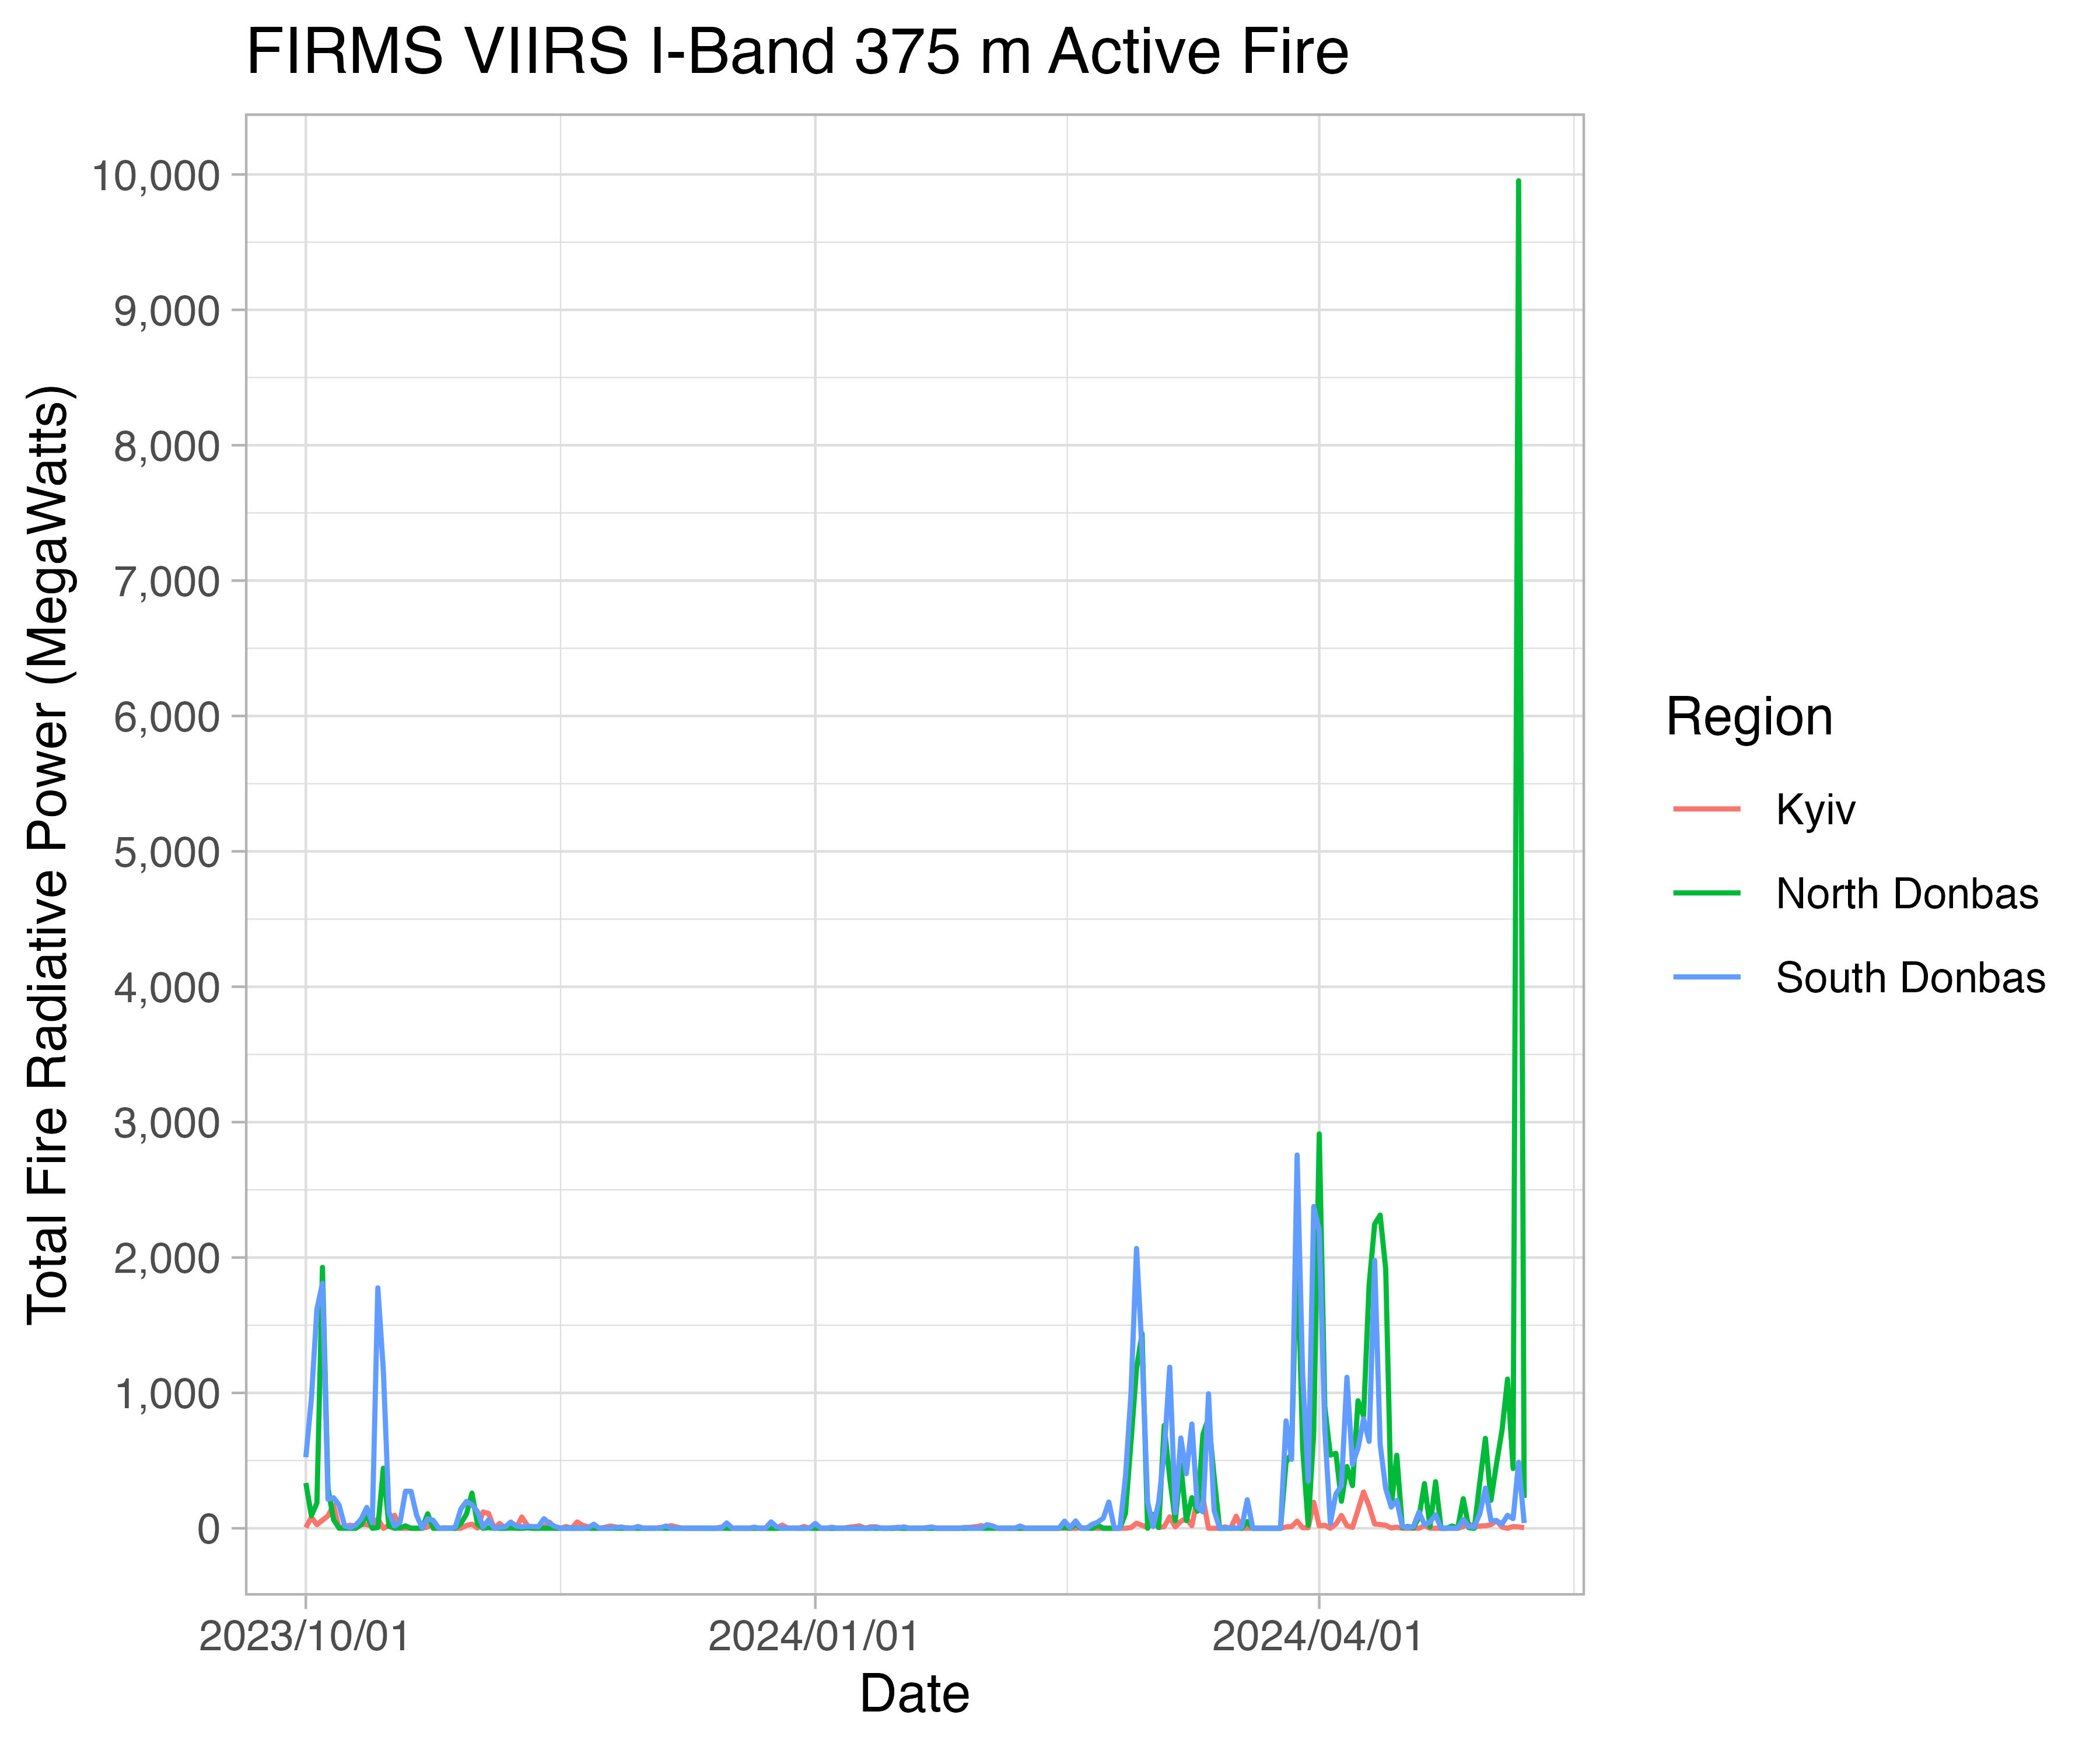 FIRMS VIIRS I-Band 375 m Active Fire
Total Fire Radiative Power (MegaWatts)
10,000
9,000
8,000
7,000
6,000
5,000
4,000
3,000
2,000
1,000
0
2023/10/01
2024/01/01
2024/04/01
Date
Region
Kyiv
North Donbas
South Donbas